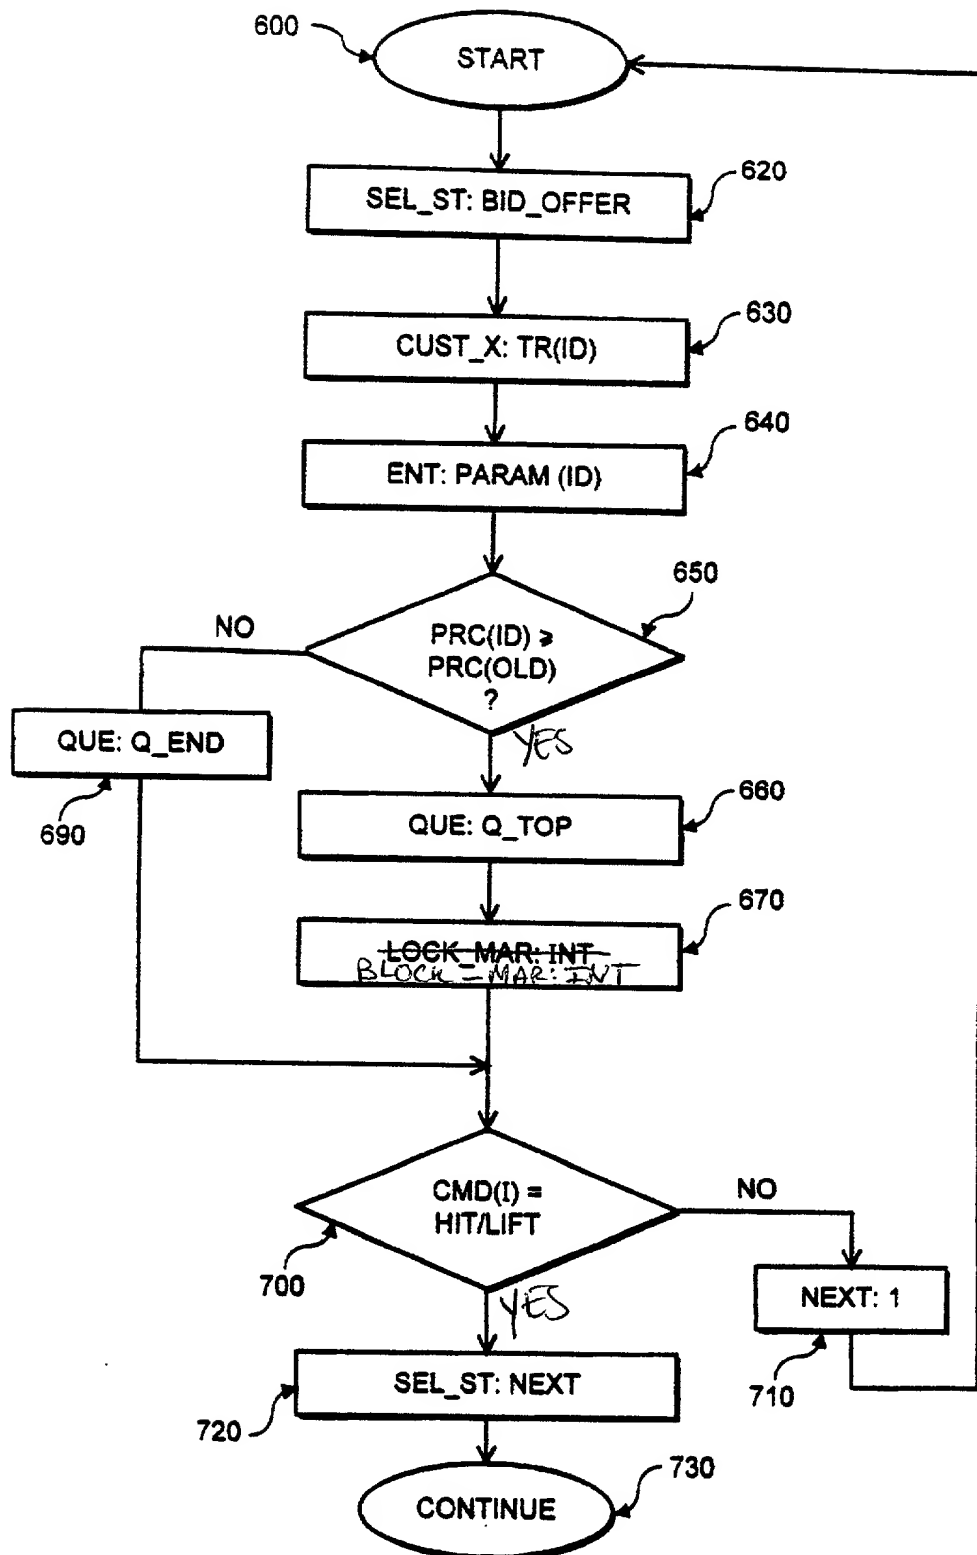 600
START
620
SEL_ST: BID_OFFER
630
CUST_X: TR(ID)
640
ENT: PARAM (ID)
650
PRC(ID) ⩾
PRC(OLD)
?
NO
YES
QUE: Q_END
690
660
QUE: Q_TOP
670
LOCK_MAR: INT
BLOCK-MAR: INT
CMD(I) =
HIT/LIFT
NO
700
YES
NEXT: 1
710
SEL_ST: NEXT
720
730
CONTINUE